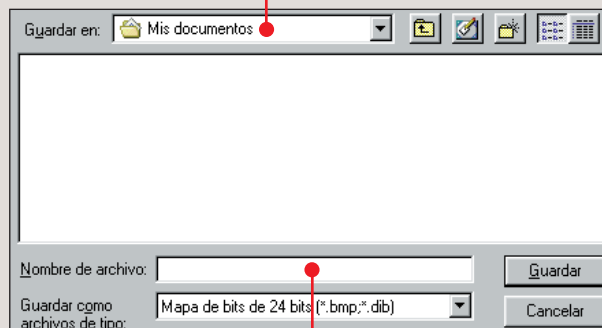 Guardar en: Mis documentos
Nombre de archivo: Guardar
Guardar como Mapa de bits de 24 bits (*.bmp;*.dib) Cancelar
archivos de tipo: